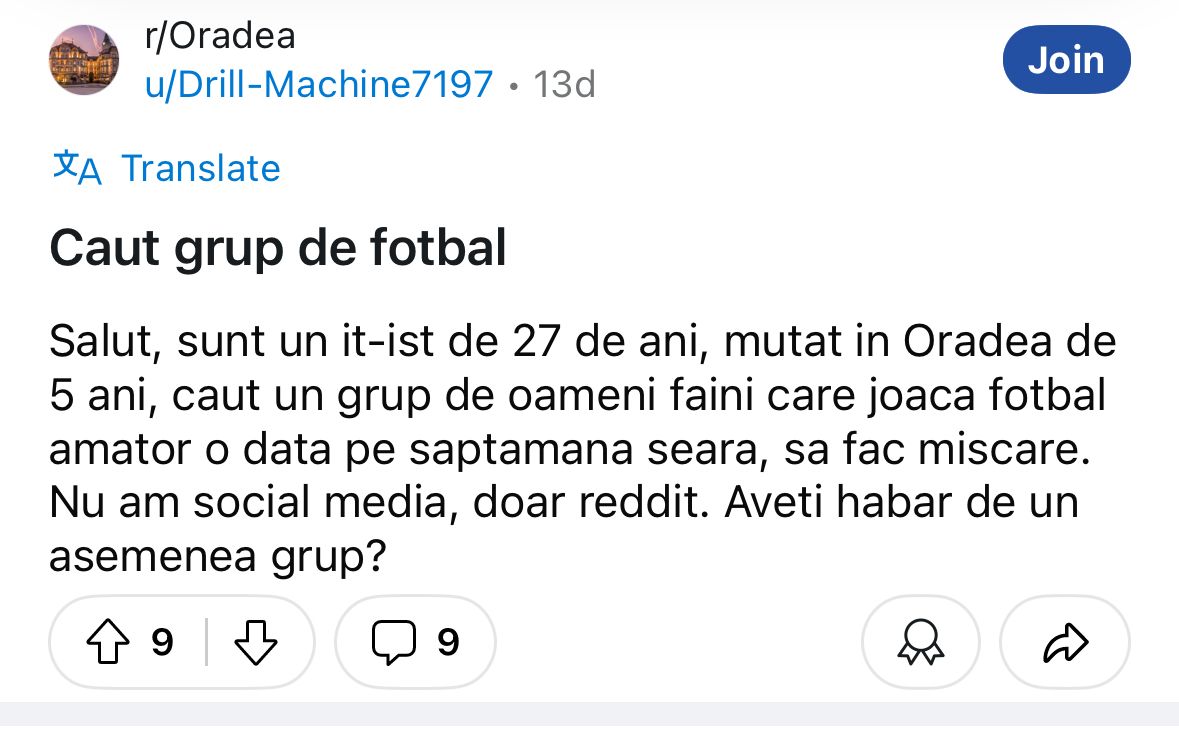 r/Oradea
u/Drill-Machine7197 • 13d
Join
文A Translate
Caut grup de fotbal
Salut, sunt un it-ist de 27 de ani, mutat in Oradea de
5 ani, caut un grup de oameni faini care joaca fotbal
amator o data pe saptamana seara, sa fac miscare.
Nu am social media, doar reddit. Aveti habar de un
asemenea grup?
9
9